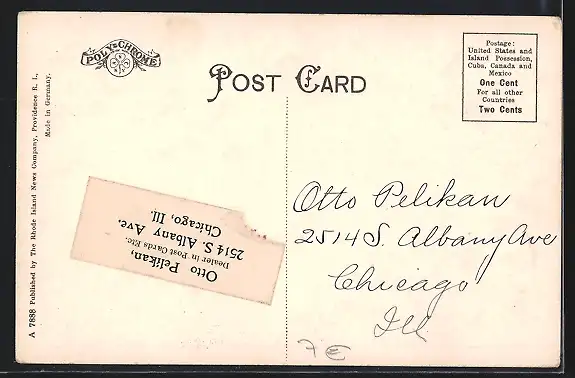 POLY-CHROME
POST CARD
Postage:
United States and
Island Possession,
Cuba, Canada and
Mexico
One Cent
For all other
Countries
Two Cents
A 7888 Published by The Rhode Island News Company, Providence R. I.,
Made in Germany.
Otto Pelikan,
Dealer in Post Cards Etc.
2514 S. Albany Ave.
Chicago, Ill.
Otto Pelikan
2514 S. Albany Ave
Chicago
Ill
7€